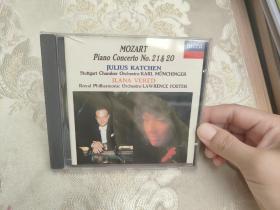 MOZART
DECCA
Piano Concerto No. 21 & 20
JULIUS KATCHEN
Stuttgart Chamber Orchestra/KARL MÜNCHINGER
ILANA VERED
Royal Philharmonic Orchestra/LAWRENCE FOSTER